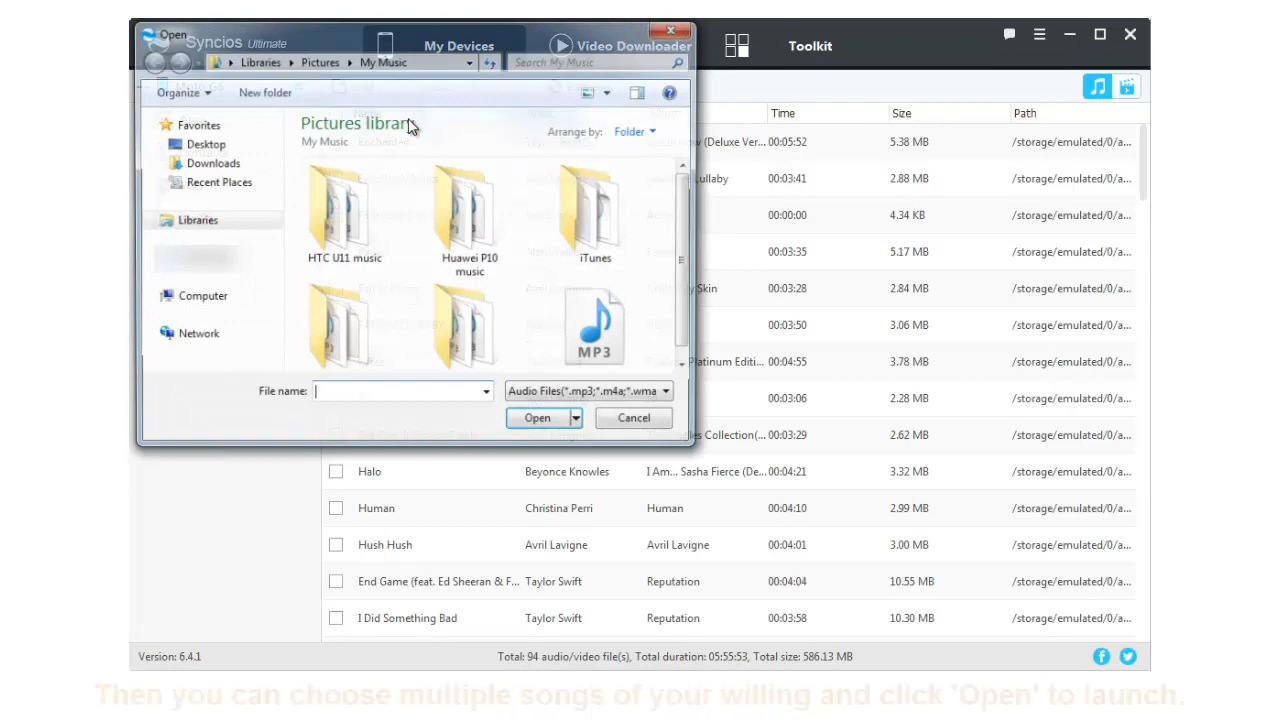 Open
Syncios Ultimate
My Devices
Video Downloader
Toolkit
Libraries
Pictures
My Music
Search My Music
Organize
New folder
Favorites
Desktop
Downloads
Recent Places
Libraries
Computer
Network
Pictures library
My Music
Arrange by: Folder
HTC U11 music
Huawei P10
music
iTunes
MP3
File name:
Audio Files(*.mp3;*.m4a;*.wma
Open
Cancel
Time Size Path
(Deluxe Ver... 00:05:52 5.38 MB /storage/emulated/0/a...
00:03:41 2.88 MB /storage/emulated/0/a...
00:00:00 4.34 KB /storage/emulated/0/a...
00:03:35 5.17 MB /storage/emulated/0/a...
Skin 00:03:28 2.84 MB /storage/emulated/0/a...
00:03:50 3.06 MB /storage/emulated/0/a...
Platinum Editi... 00:04:55 3.78 MB /storage/emulated/0/a...
00:03:06 2.28 MB /storage/emulated/0/a...
Collection(... 00:03:29 2.62 MB /storage/emulated/0/a...
Halo Beyonce Knowles I Am... Sasha Fierce (De... 00:04:21 3.32 MB /storage/emulated/0/a...
Human Christina Perri Human 00:04:10 2.99 MB /storage/emulated/0/a...
Hush Hush Avril Lavigne Avril Lavigne 00:04:01 3.00 MB /storage/emulated/0/a...
End Game (feat. Ed Sheeran & F... Taylor Swift Reputation 00:04:04 10.55 MB /storage/emulated/0/a...
I Did Something Bad Taylor Swift Reputation 00:03:58 10.30 MB /storage/emulated/0/a...
Version: 6.4.1
Total: 94 audio/video file(s), Total duration: 05:55:53, Total size: 586.13 MB
Then you can choose multiple songs of your willing and click 'Open' to launch.